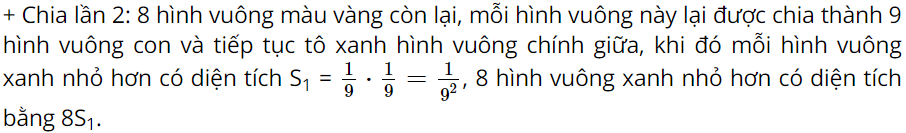 + Chia lần 2: 8 hình vuông màu vàng còn lại, mỗi hình vuông này lại được chia thành 9
hình vuông con và tiếp tục tô xanh hình vuông chính giữa, khi đó mỗi hình vuông
xanh nhỏ hơn có diện tích S₁ = 1/9 · 1/9 = 1/9², 8 hình vuông xanh nhỏ hơn có diện tích
bằng 8S₁.